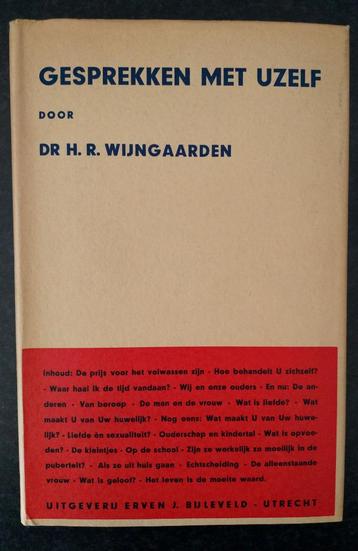 GESPREKKEN MET UZELF
DOOR
DR H. R. WIJNGAARDEN
Inhoud: De prijs voor het volwassen zijn - Hoe behandelt U zichzelf?
- Waar haal ik de tijd vandaan? - Wij en onze ouders - En nu: De an-
deren - Van beroep - De man en de vrouw - Wat is liefde? - Wat
maakt U van Uw huwelijk? - Nog eens: Wat maakt U van Uw huwe-
lijk? - Liefde èn sexualiteit? - Ouderschap en kindertal - Wat is opvoe-
den? - De kleintjes - Op de school - Zijn ze werkelijk zo moeilijk in de
puberteit? - Als ze uit huis gaan - Echtscheiding - De alleenstaande
vrouw - Wat is geloof? - Het leven is de moeite waard.
UITGEVERIJ ERVEN J. BIJLEVELD - UTRECHT